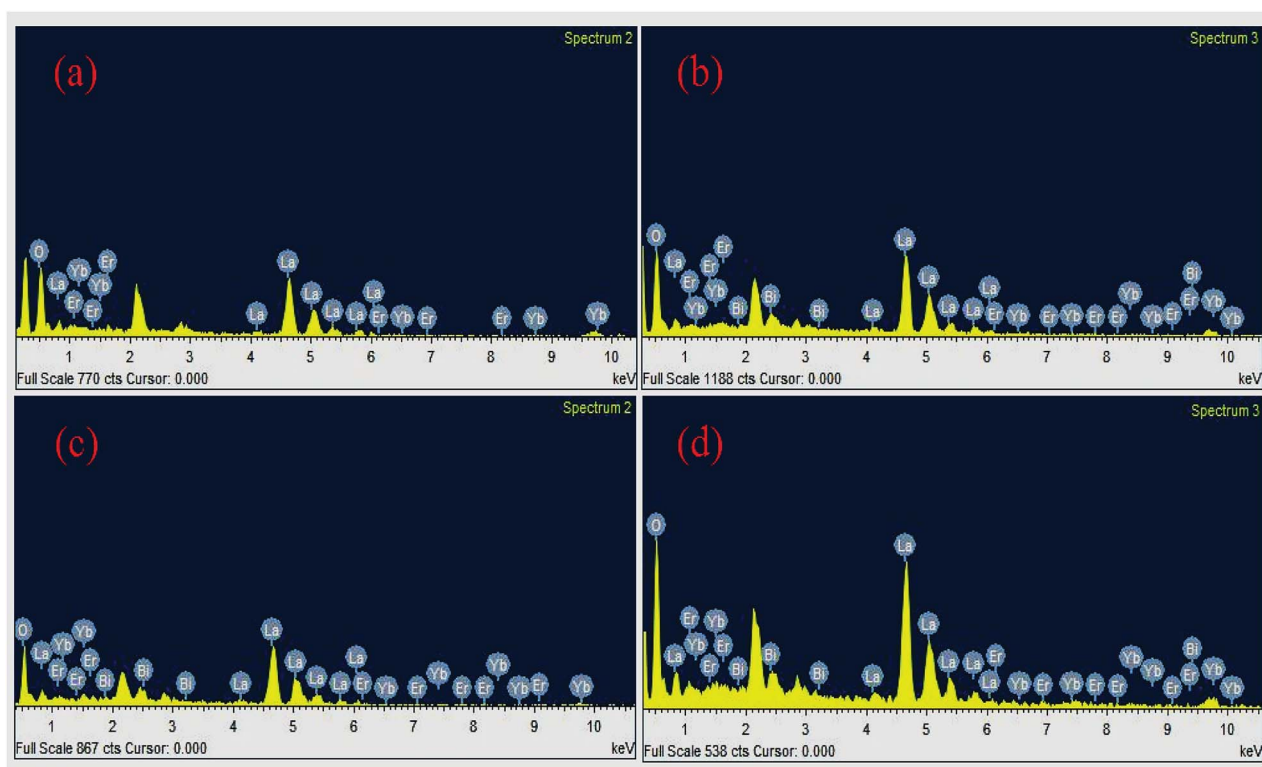 Spectrum 2
(a)
O La Er Yb Er Yb Er La La La La La Er Yb Er Er Yb Yb
1 2 3 4 5 6 7 8 9 10
Full Scale 770 cts Cursor: 0.000 keV
Spectrum 3
(b)
O La Er Yb Er Yb Er Bi Bi Bi La La La La La La Er Yb Er Yb Er Er Yb Yb Er Er Bi Yb Yb
1 2 3 4 5 6 7 8 9 10
Full Scale 1188 cts Cursor: 0.000 keV
Spectrum 2
(c)
O La Er Yb Er Yb Er Bi Bi Bi La La La La La La Er Yb Er Yb Er Er Yb Yb Er Yb
1 2 3 4 5 6 7 8 9 10
Full Scale 867 cts Cursor: 0.000 keV
Spectrum 3
(d)
O La Er Yb Er Yb Er Bi Bi Bi La La La La La La Er Yb Er Yb Er Er Yb Yb Er Er Bi Yb Yb
1 2 3 4 5 6 7 8 9 10
Full Scale 538 cts Cursor: 0.000 keV